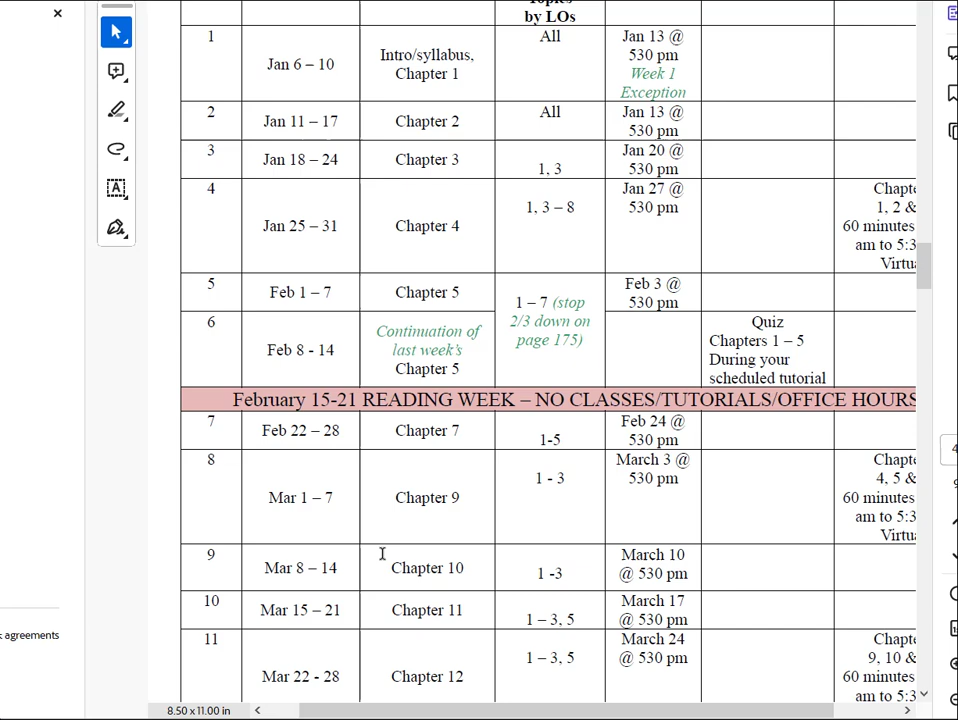 by LOs
1
Jan 6 – 10
Intro/syllabus,
Chapter 1
All
Jan 13 @
530 pm
Week 1
Exception
2
Jan 11 – 17
Chapter 2
All
Jan 13 @
530 pm
3
Jan 18 – 24
Chapter 3
1, 3
Jan 20 @
530 pm
4
Jan 25 – 31
Chapter 4
1, 3 – 8
Jan 27 @
530 pm
Chapte
1, 2 &
60 minutes
am to 5:3
Virtu
5
Feb 1 – 7
Chapter 5
1 – 7 (stop
2/3 down on
page 175)
Feb 3 @
530 pm
6
Feb 8 - 14
Continuation of
last week's
Chapter 5
Quiz
Chapters 1 – 5
During your
scheduled tutorial
February 15-21 READING WEEK – NO CLASSES/TUTORIALS/OFFICE HOURS
7
Feb 22 – 28
Chapter 7
1-5
Feb 24 @
530 pm
8
Mar 1 – 7
Chapter 9
1 - 3
March 3 @
530 pm
Chapte
4, 5 &
60 minutes
am to 5:3
Virtu
9
Mar 8 – 14
Chapter 10
1 -3
March 10
@ 530 pm
10
Mar 15 – 21
Chapter 11
1 – 3, 5
March 17
@ 530 pm
11
Mar 22 - 28
Chapter 12
1 – 3, 5
March 24
@ 530 pm
Chapte
9, 10 &
60 minutes
am to 5:3
agreements
8.50 x 11.00 in